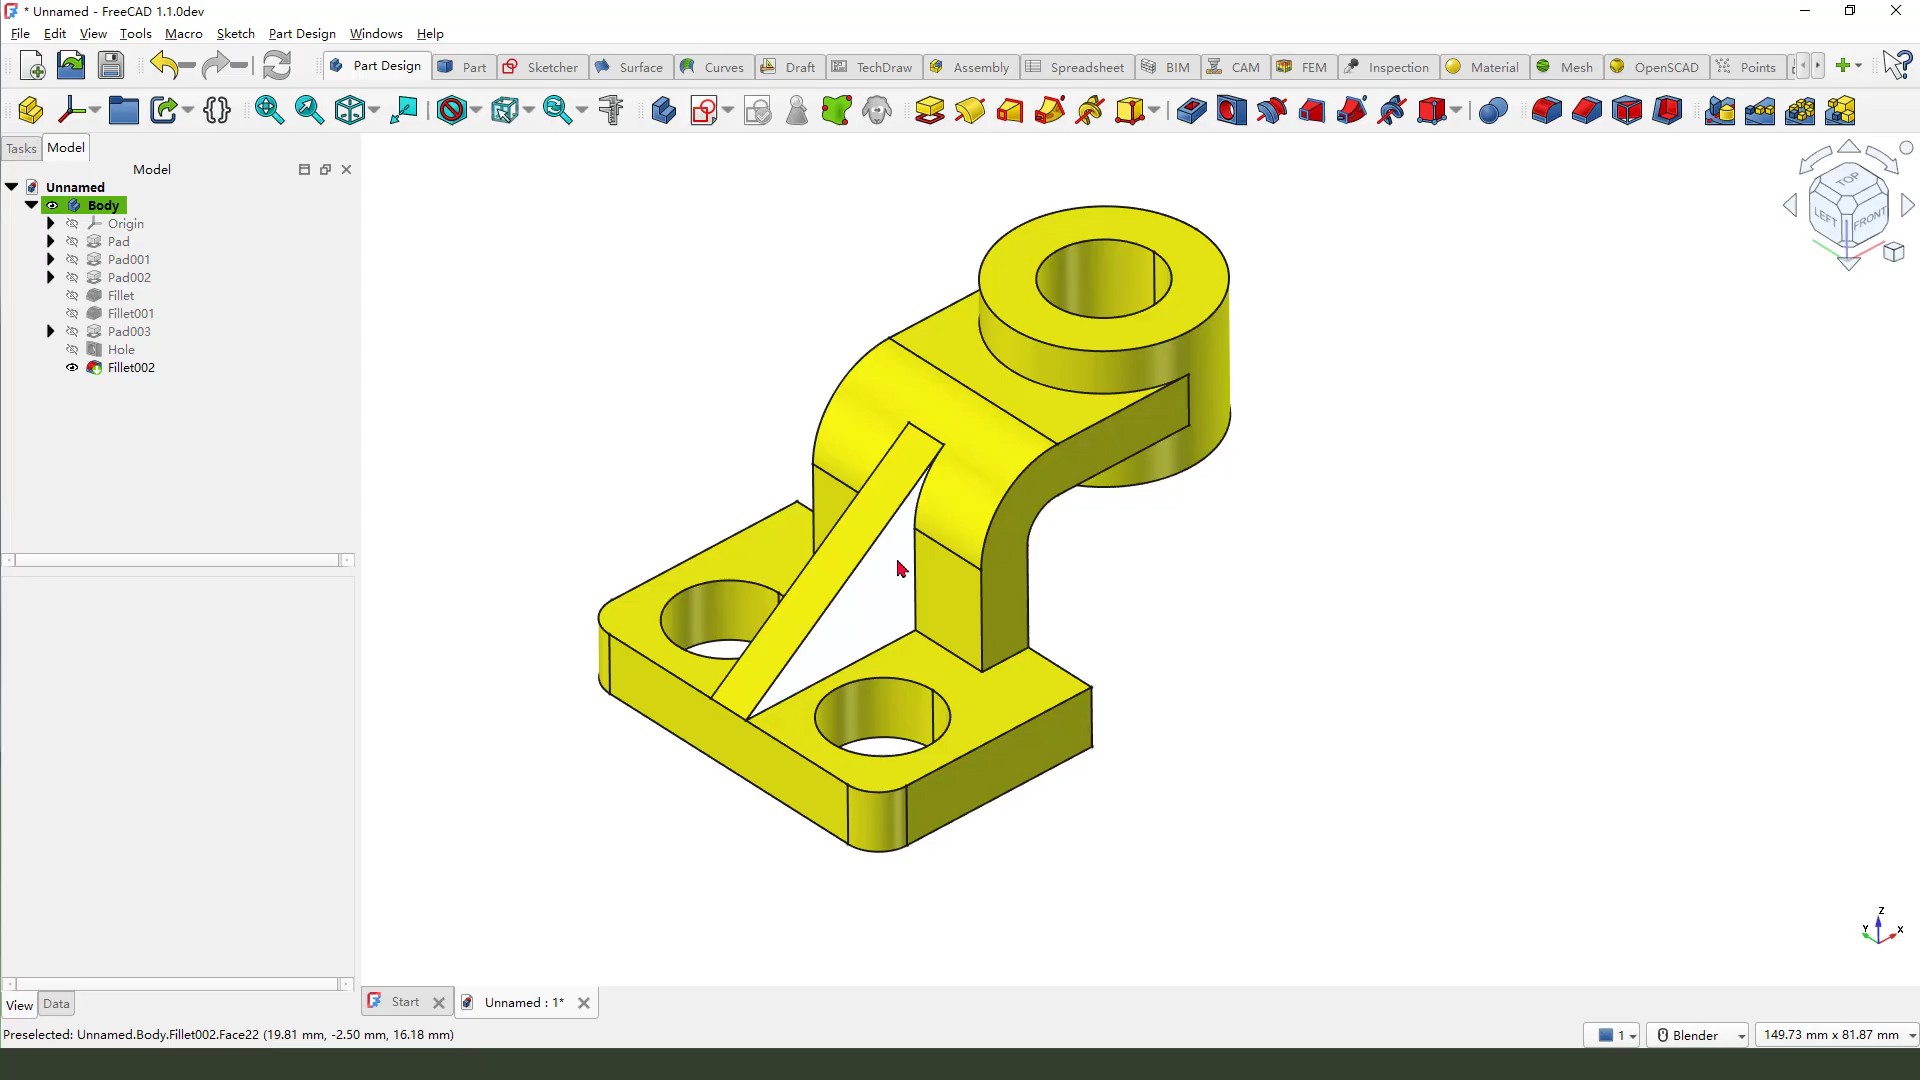 * Unnamed - FreeCAD 1.1.0dev
File Edit View Tools Macro Sketch Part Design Windows Help
Part Design Part Sketcher Surface Curves Draft TechDraw Assembly Spreadsheet BIM CAM FEM Inspection Material Mesh OpenSCAD Points
Tasks Model
Model
Unnamed
Body
Origin
Pad
Pad001
Pad002
Fillet
Fillet001
Pad003
Hole
Fillet002
TOP
LEFT FRONT
Z
Y X
View Data
Start Unnamed : 1*
Preselected: Unnamed.Body.Fillet002.Face22 (19.81 mm, -2.50 mm, 16.18 mm)
1 Blender 149.73 mm x 81.87 mm